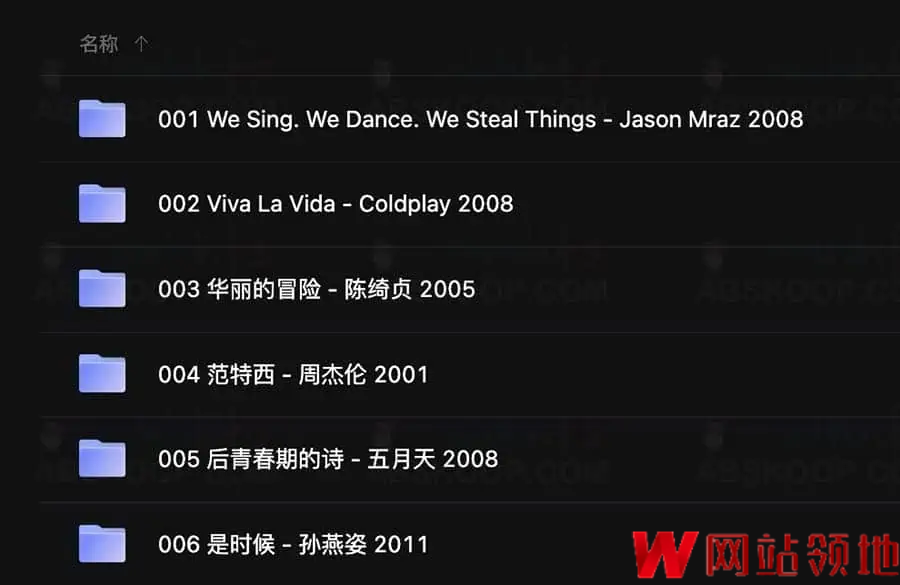 名称 ↑
001 We Sing. We Dance. We Steal Things - Jason Mraz 2008
002 Viva La Vida - Coldplay 2008
003 华丽的冒险 - 陈绮贞 2005
004 范特西 - 周杰伦 2001
005 后青春期的诗 - 五月天 2008
006 是时候 - 孙燕姿 2011
W网站领地